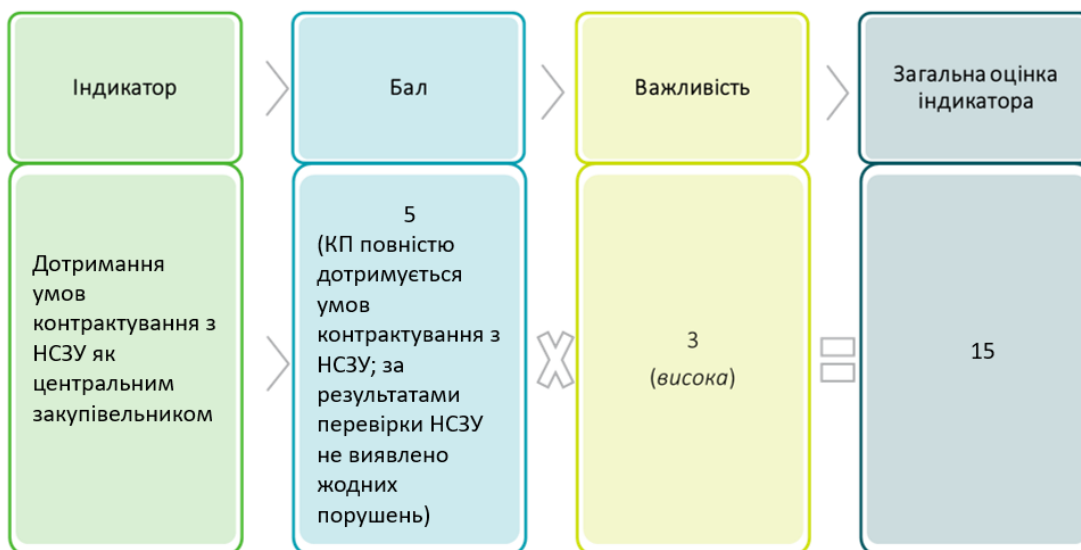 Індикатор
Бал
Важливість
Загальна оцінка
індикатора
Дотримання
умов
контрактування з
НСЗУ як
центральним
закупівельником
5
(КП повністю
дотримується
умов
контрактування з
НСЗУ; за
результатами
перевірки НСЗУ
не виявлено
жодних
порушень)
3
(висока)
15